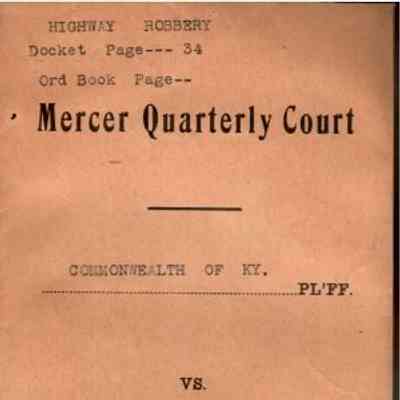 HIGHWAY ROBBERY
Docket Page--- 34
Ord Book Page--
Mercer Quarterly Court
COMMONWEALTH OF KY.
PL'FF.
VS.